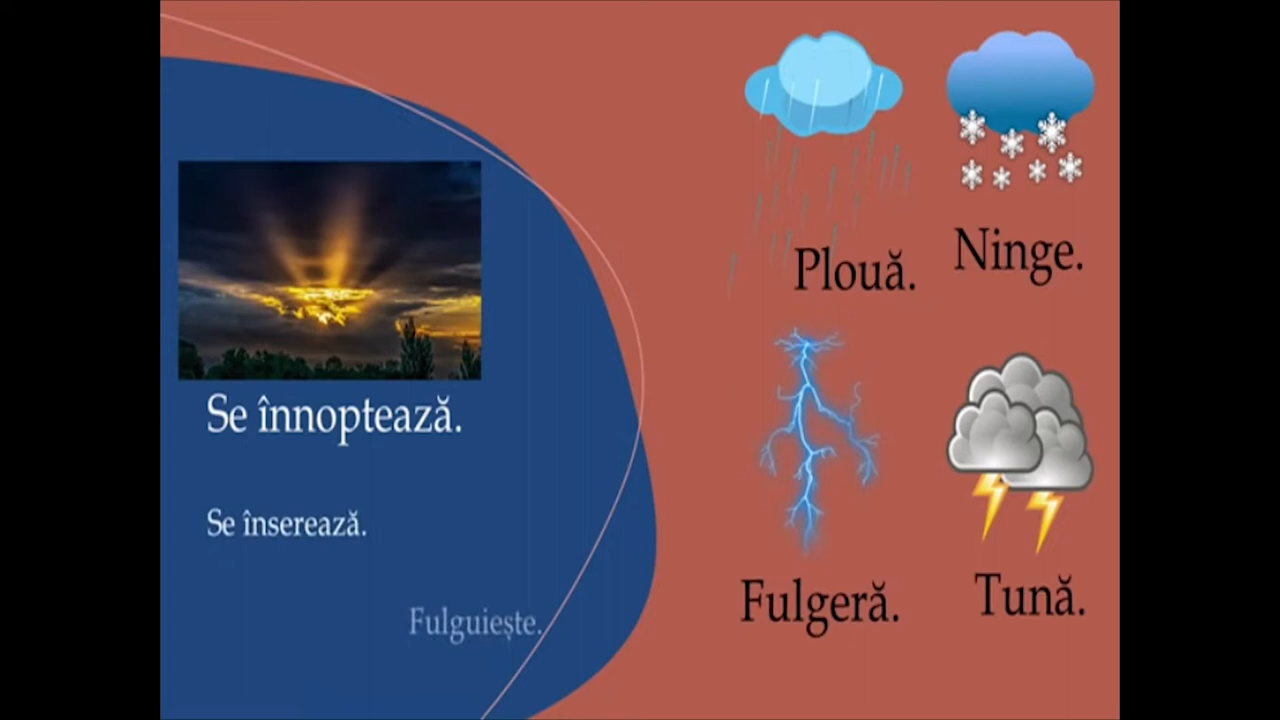 Se înnoptează.
Se înserează.
Fulguiește.
Plouă.
Ninge.
Fulgeră.
Tună.